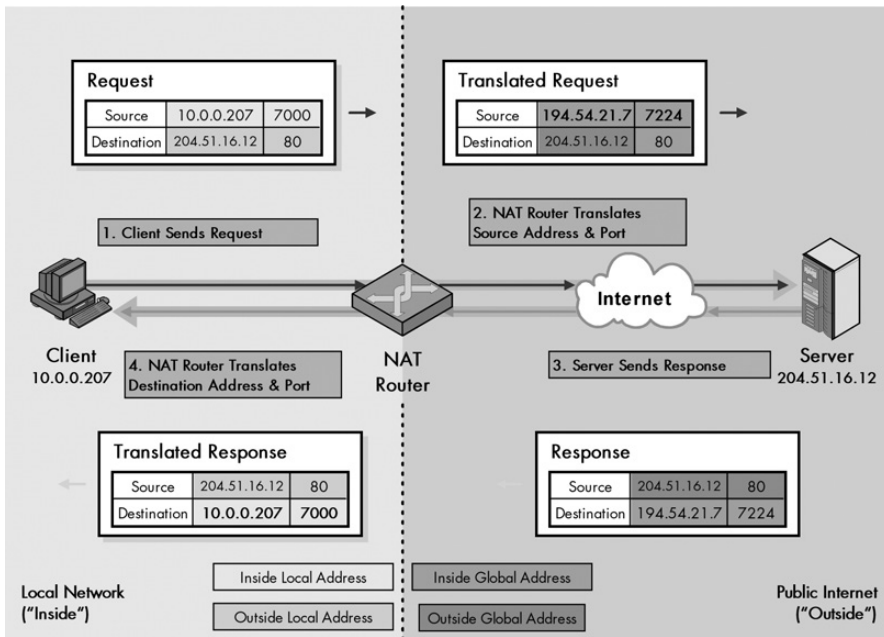 Request
Source 10.0.0.207 7000
Destination 204.51.16.12 80
Translated Request
Source 194.54.21.7 7224
Destination 204.51.16.12 80
1. Client Sends Request
2. NAT Router Translates
Source Address & Port
Internet
Client
10.0.0.207
4. NAT Router Translates
Destination Address & Port
NAT
Router
3. Server Sends Response
Server
204.51.16.12
Translated Response
Source 204.51.16.12 80
Destination 10.0.0.207 7000
Response
Source 204.51.16.12 80
Destination 194.54.21.7 7224
Local Network
("Inside")
Inside Local Address
Inside Global Address
Outside Local Address
Outside Global Address
Public Internet
("Outside")